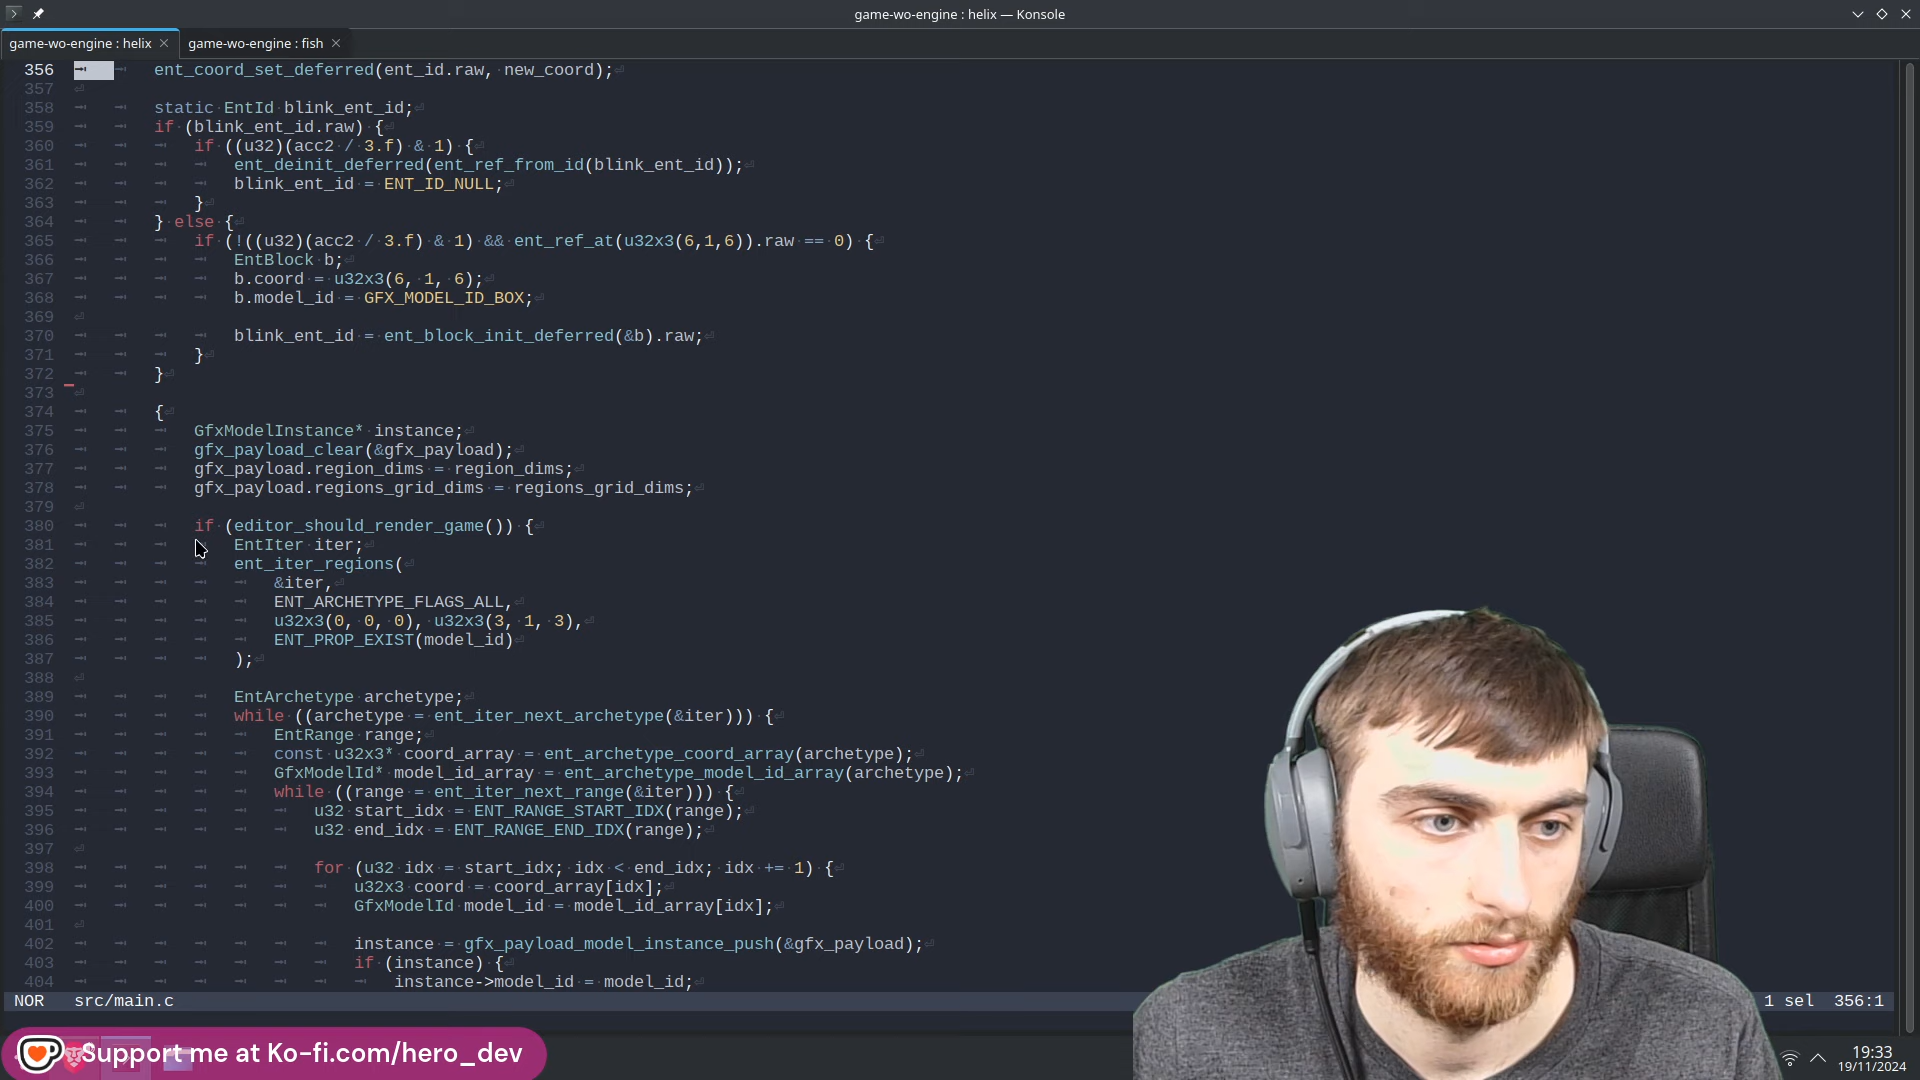 game-wo-engine : helix — Konsole
game-wo-engine : helix
game-wo-engine : fish
356 ent_coord_set_deferred(ent_id.raw, new_coord);
357
358 static EntId blink_ent_id;
359 if (blink_ent_id.raw) {
360 if ((u32)(acc2 / 3.f) & 1) {
361 ent_deinit_deferred(ent_ref_from_id(blink_ent_id));
362 blink_ent_id = ENT_ID_NULL;
363 }
364 } else {
365 if (!((u32)(acc2 / 3.f) & 1) && ent_ref_at(u32x3(6,1,6)).raw == 0) {
366 EntBlock b;
367 b.coord = u32x3(6, 1, 6);
368 b.model_id = GFX_MODEL_ID_BOX;
369
370 blink_ent_id = ent_block_init_deferred(&b).raw;
371 }
372 }
373
374 {
375 GfxModelInstance* instance;
376 gfx_payload_clear(&gfx_payload);
377 gfx_payload.region_dims = region_dims;
378 gfx_payload.regions_grid_dims = regions_grid_dims;
379
380 if (editor_should_render_game()) {
381 EntIter iter;
382 ent_iter_regions(
383 &iter,
384 ENT_ARCHETYPE_FLAGS_ALL,
385 u32x3(0, 0, 0), u32x3(3, 1, 3),
386 ENT_PROP_EXIST(model_id)
387 );
388
389 EntArchetype archetype;
390 while ((archetype = ent_iter_next_archetype(&iter))) {
391 EntRange range;
392 const u32x3* coord_array = ent_archetype_coord_array(archetype);
393 GfxModelId* model_id_array = ent_archetype_model_id_array(archetype);
394 while ((range = ent_iter_next_range(&iter))) {
395 u32 start_idx = ENT_RANGE_START_IDX(range);
396 u32 end_idx = ENT_RANGE_END_IDX(range);
397
398 for (u32 idx = start_idx; idx < end_idx; idx += 1) {
399 u32x3 coord = coord_array[idx];
400 GfxModelId model_id = model_id_array[idx];
401
402 instance = gfx_payload_model_instance_push(&gfx_payload);
403 if (instance) {
404 instance->model_id = model_id;
NOR src/main.c 1 sel 356:1
Support me at Ko-fi.com/hero_dev
19:33
19/11/2024